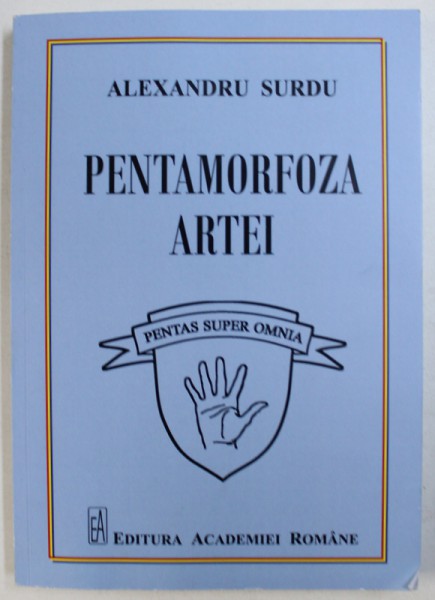 ALEXANDRU SURDU
PENTAMORFOZA
ARTEI
PENTAS SUPER OMNIA
EA EDITURA ACADEMIEI ROMÂNE